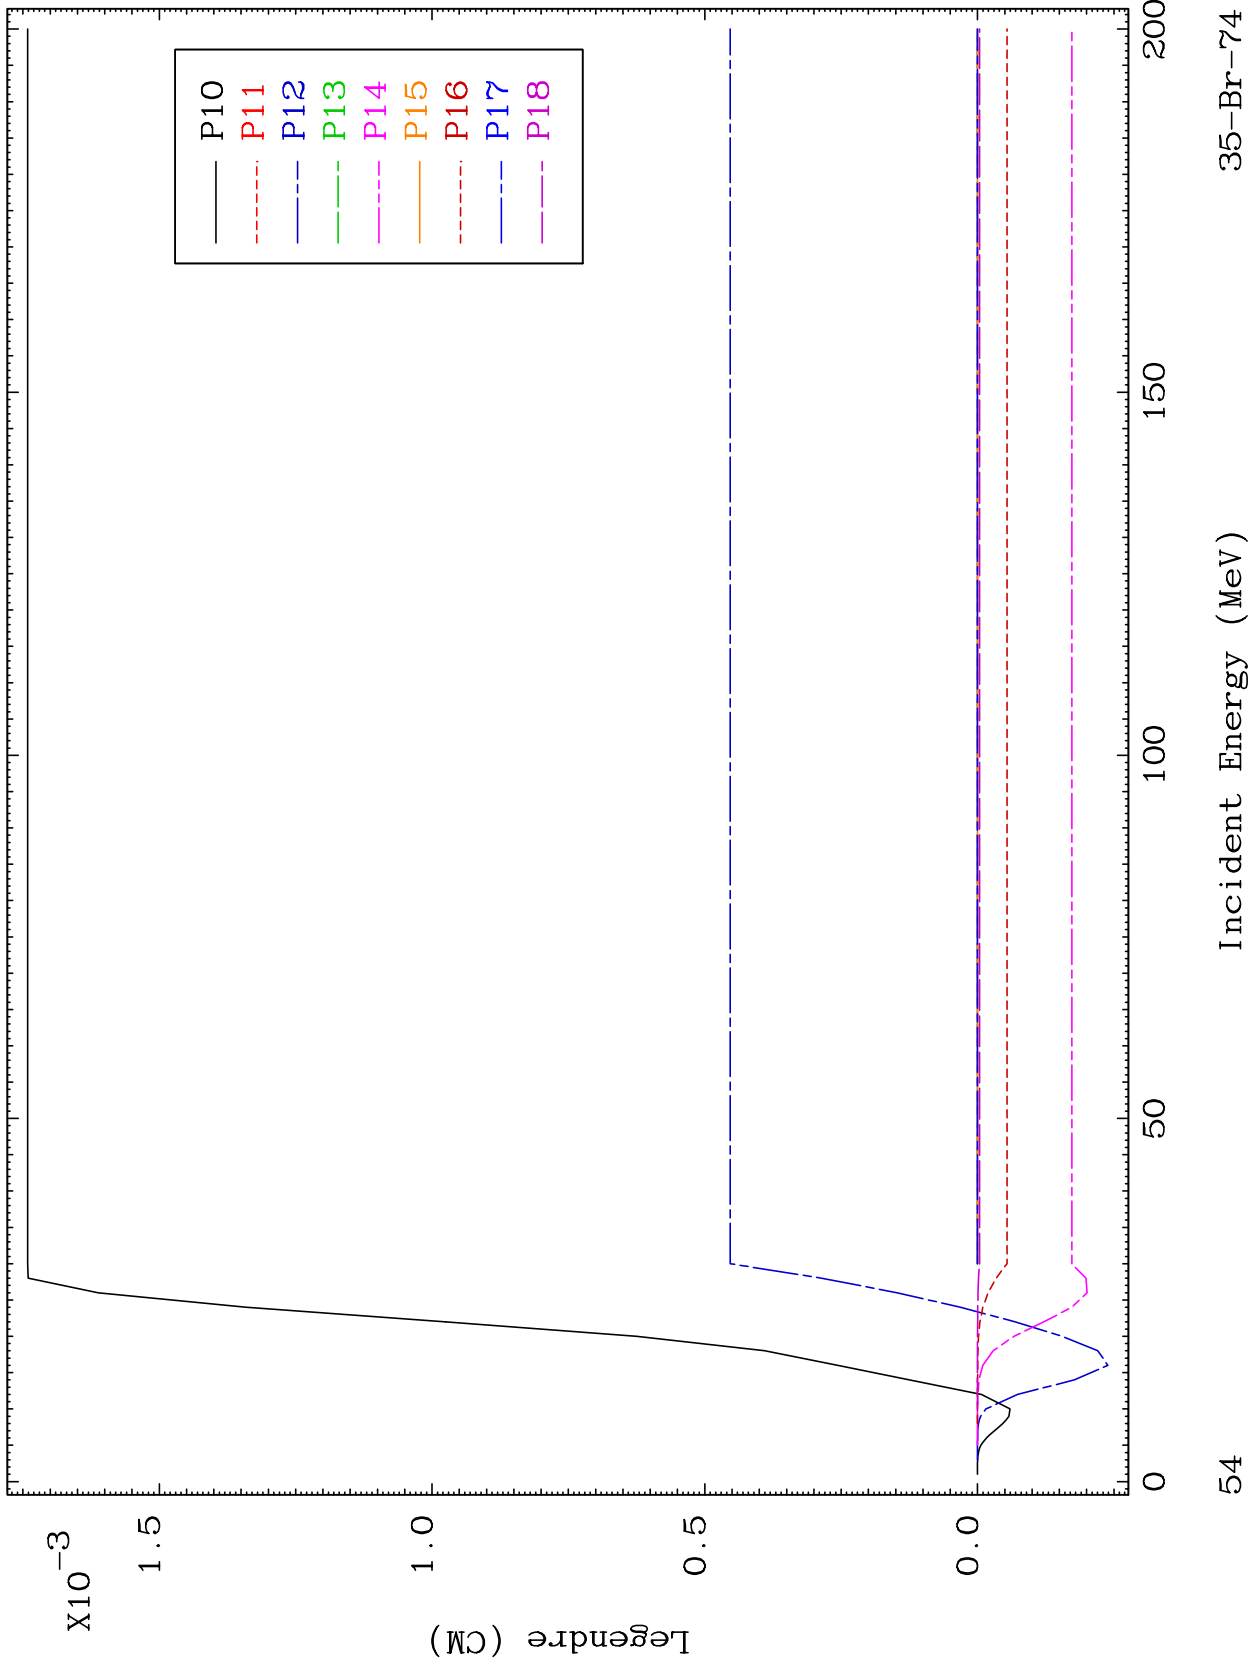 X10⁻³
1.5
1.0
0.5
0.0
Legendre (CM)
P10
P11
P12
P13
P14
P15
P16
P17
P18
0 50 100 150 200
Incident Energy (MeV)
54
35-Br-74